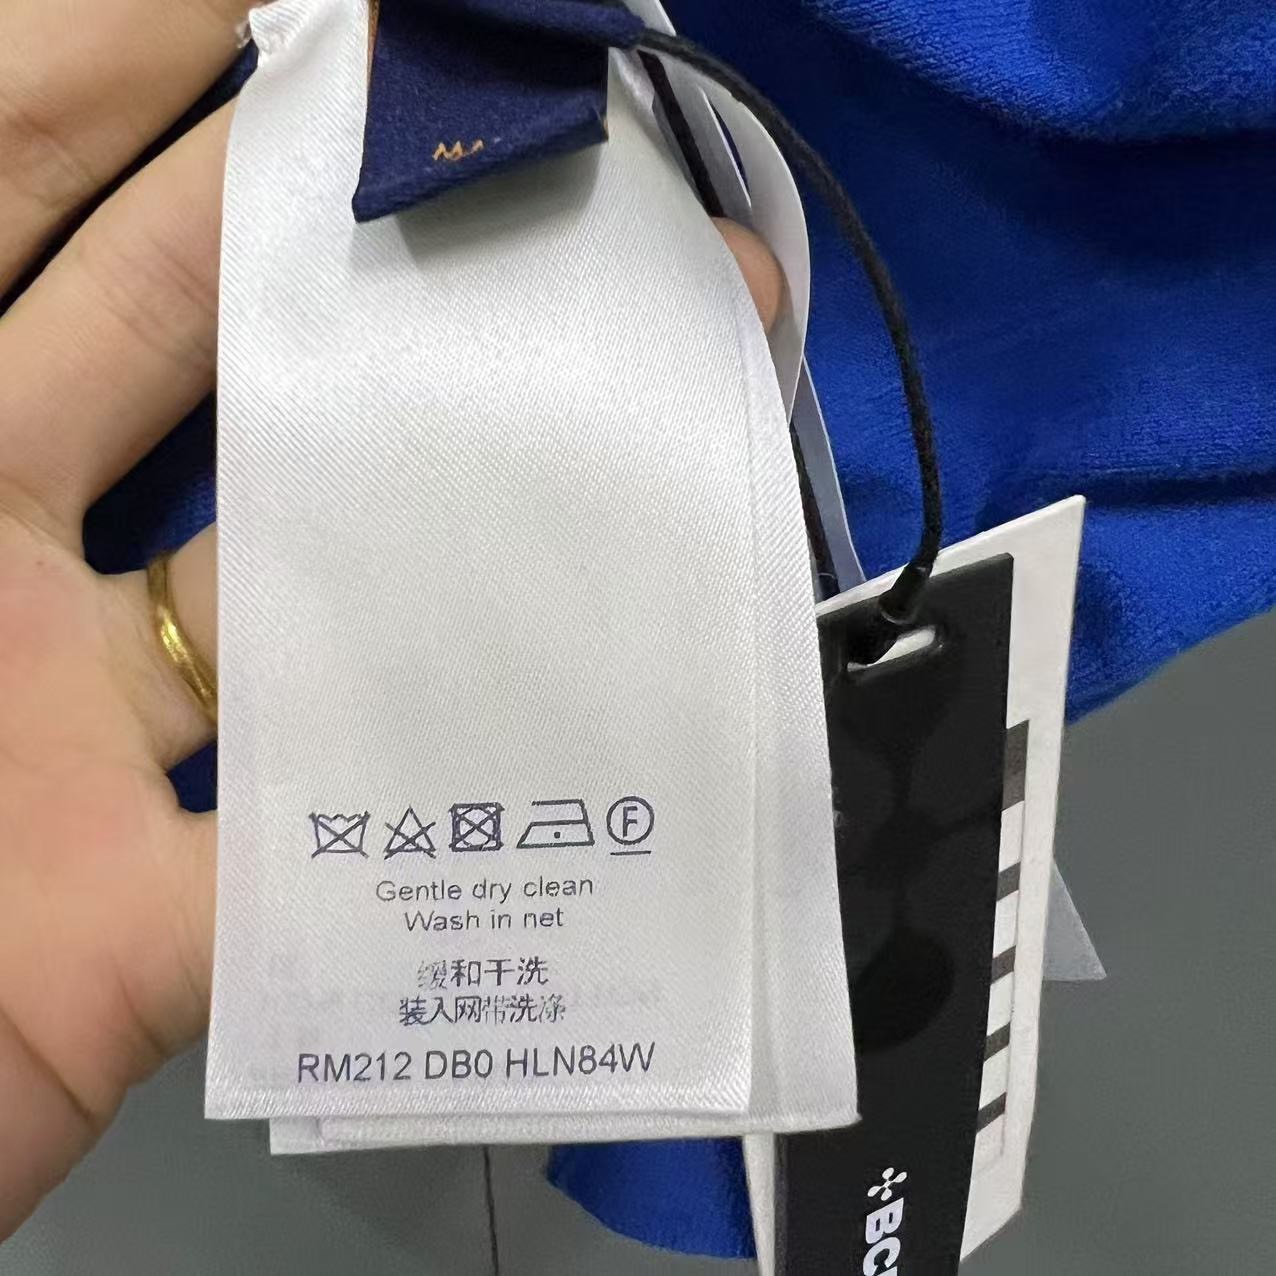 F
Gentle dry clean
Wash in net
缓和干洗
装入网带洗涤
RM212 DB0 HLN84W